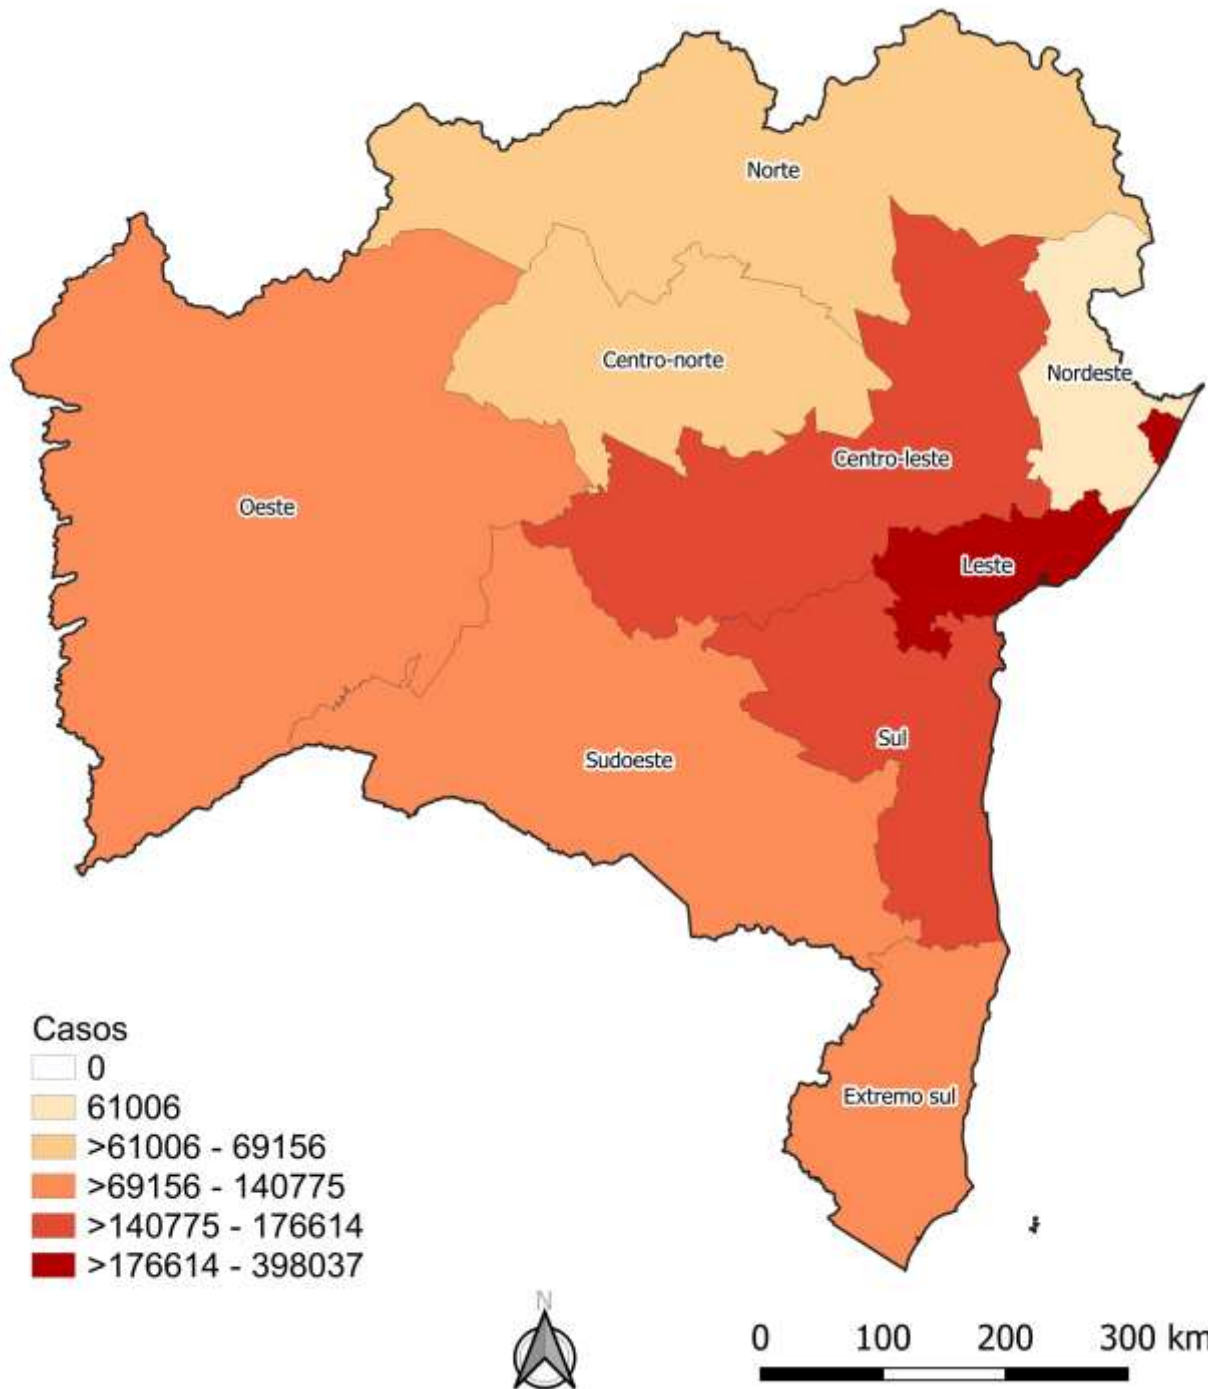 Norte
Centro-norte
Nordeste
Centro-leste
Oeste
Leste
Sul
Sudoeste
Extremo sul
Casos
0
61006
>61006 - 69156
>69156 - 140775
>140775 - 176614
>176614 - 398037
N
0 100 200 300 km